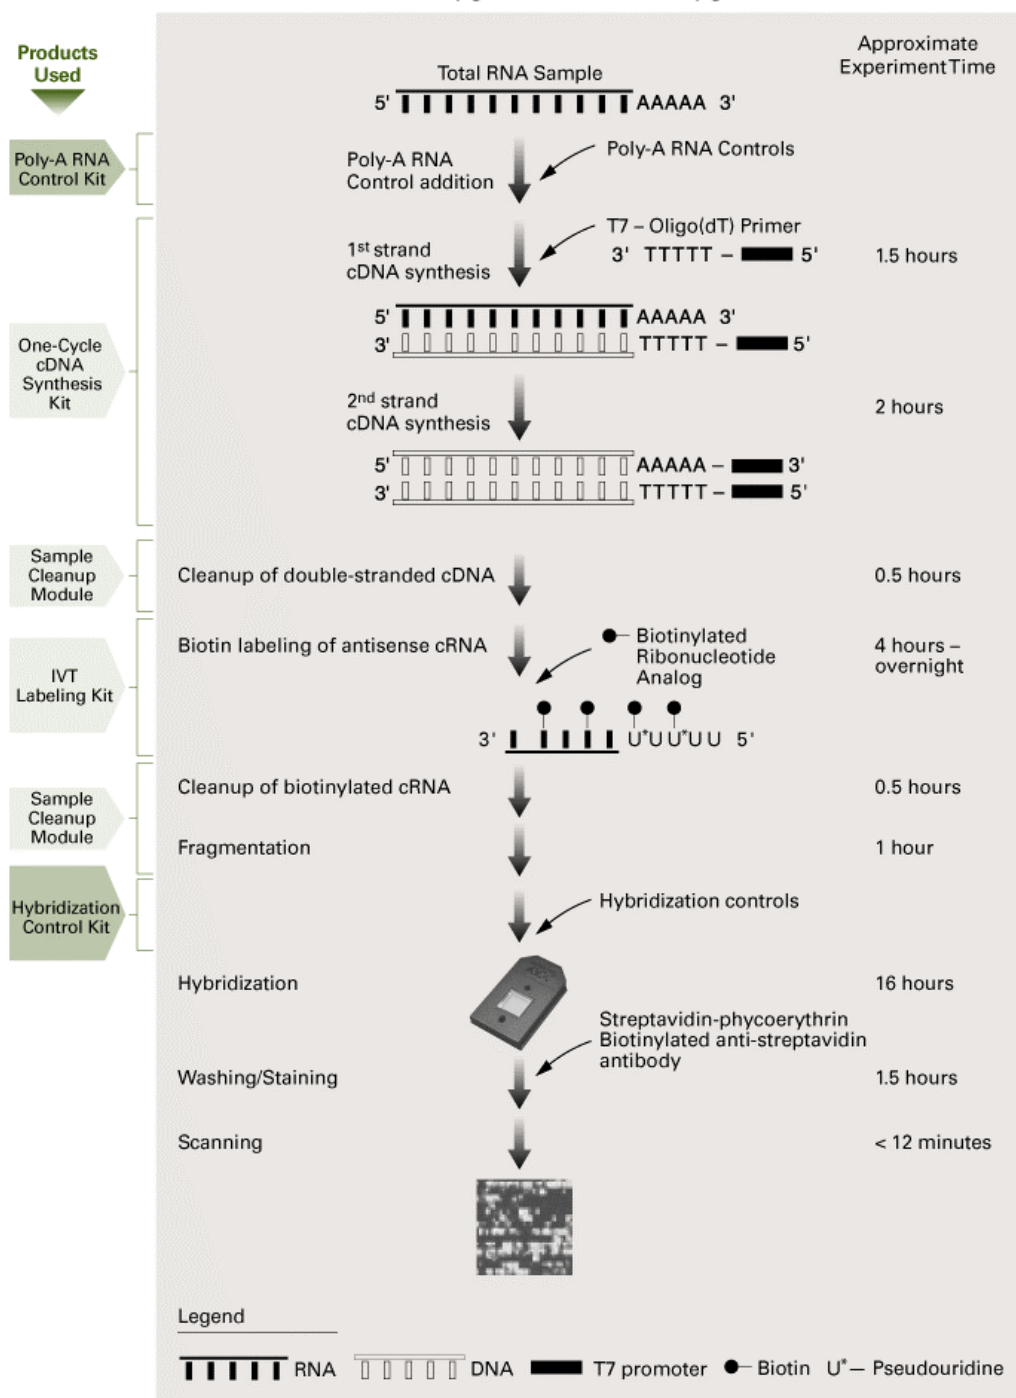 Products
Used
Approximate
Experiment Time
Total RNA Sample
5' AAAAA 3'
Poly-A RNA
Control Kit
Poly-A RNA
Control addition
Poly-A RNA Controls
T7 – Oligo(dT) Primer
3' TTTTT – 5'
1st strand
cDNA synthesis
1.5 hours
5' AAAAA 3'
3' TTTTT – 5'
One-Cycle
cDNA
Synthesis
Kit
2nd strand
cDNA synthesis
2 hours
5' AAAAA – 3'
3' TTTTT – 5'
Sample
Cleanup
Module
Cleanup of double-stranded cDNA
0.5 hours
IVT
Labeling Kit
Biotin labeling of antisense cRNA
Biotinylated
Ribonucleotide
Analog
4 hours –
overnight
3' U*U U*U U 5'
Sample
Cleanup
Module
Cleanup of biotinylated cRNA
0.5 hours
Fragmentation
1 hour
Hybridization
Control Kit
Hybridization controls
Hybridization
16 hours
Streptavidin-phycoerythrin
Biotinylated anti-streptavidin
antibody
Washing/Staining
1.5 hours
Scanning
< 12 minutes
Legend
RNA DNA T7 promoter Biotin U*– Pseudouridine